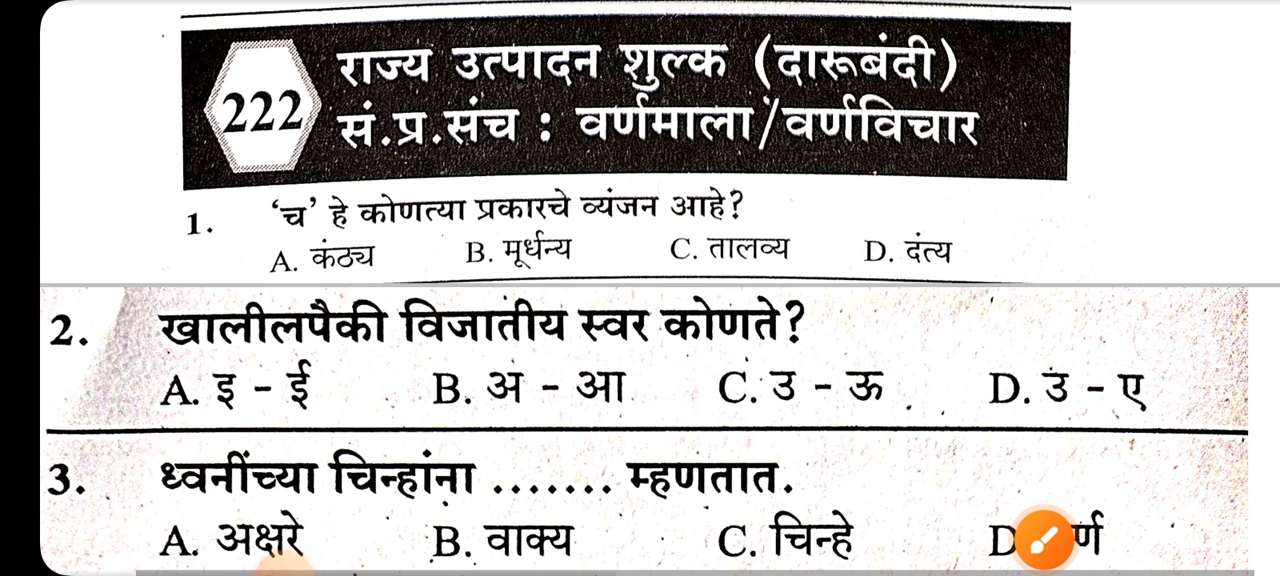 222
राज्य उत्पादन शुल्क (दारूबंदी)
सं.प्र.संच : वर्णमाला/वर्णविचार
1. 'च' हे कोणत्या प्रकारचे व्यंजन आहे?
A. कंठ्य B. मूर्धन्य C. तालव्य D. दंत्य
2. खालीलपैकी विजातीय स्वर कोणते?
A. इ - ई B. अ - आ C. उ - ऊ D. उ - ए
3. ध्वनींच्या चिन्हांना ....... म्हणतात.
A. अक्षरे B. वाक्य C. चिन्हे D